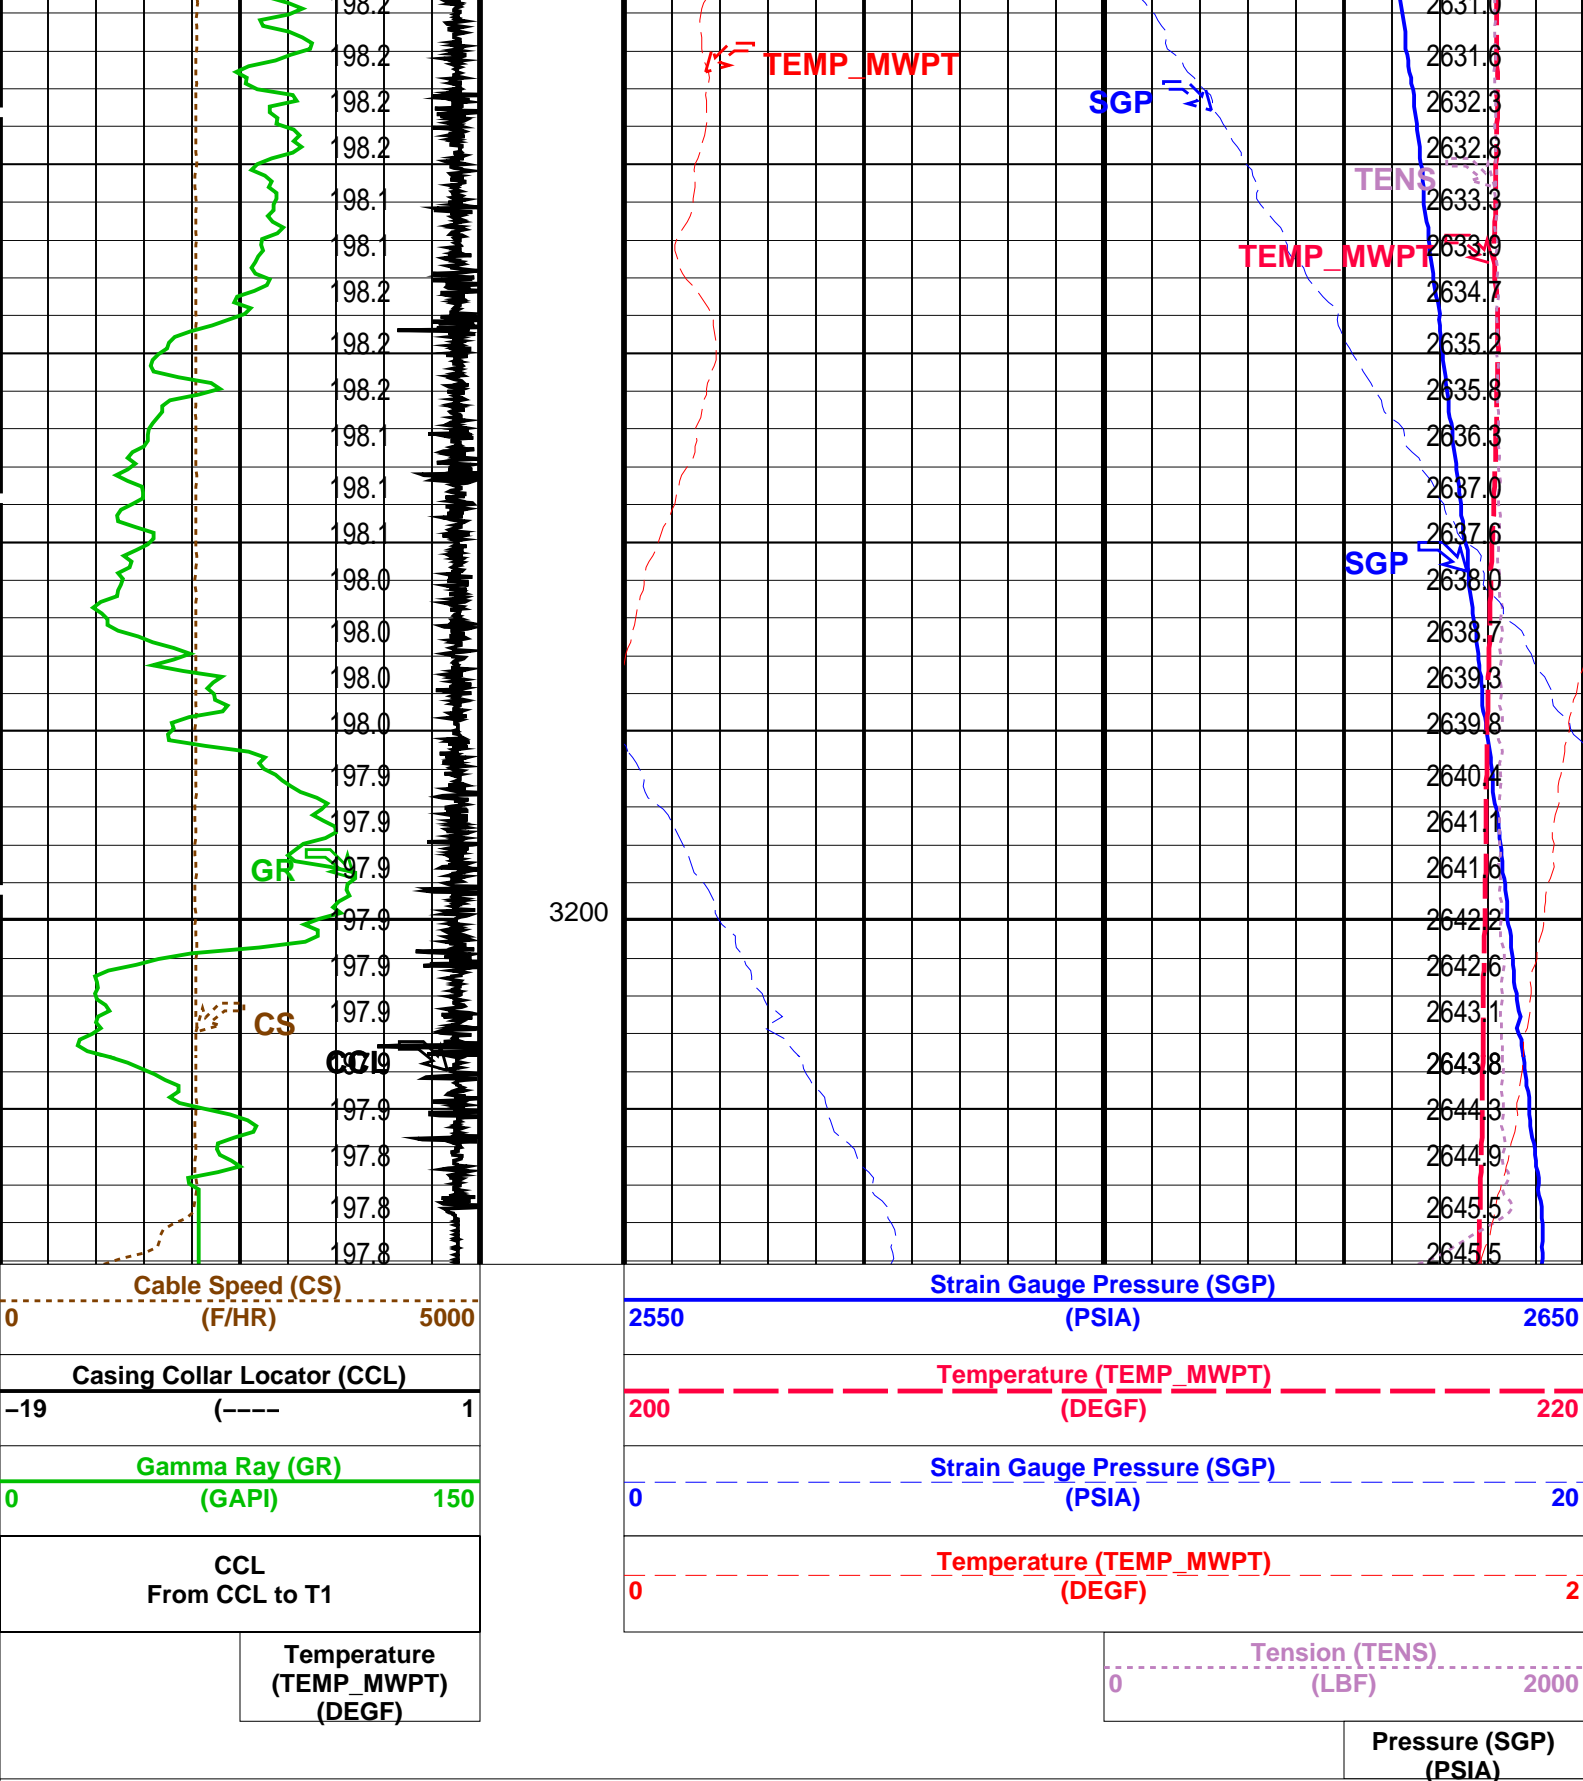 198.2
2631.0
198.2
TEMP_MWPT
2631.6
198.2
SGP
2632.3
198.2
2632.8
TENS
198.1
2633.3
198.1
TEMP_MWPT
2633.9
198.2
2634.7
198.2
2635.2
198.2
2635.8
198.1
2636.3
198.1
2637.0
198.1
2637.6
SGP
198.0
2638.0
198.0
2638.7
198.0
2639.3
198.0
2639.8
197.9
2640.4
197.9
2641.1
GR
197.9
2641.6
3200
197.9
2642.2
197.9
2642.6
197.9
2643.1
CS
CCL
197.9
2643.8
197.9
2644.3
197.8
2644.9
197.8
2645.5
197.8
2645.5
Cable Speed (CS)
0 (F/HR) 5000
Casing Collar Locator (CCL)
−19 (−−−− 1
Gamma Ray (GR)
0 (GAPI) 150
CCL
From CCL to T1
Temperature
(TEMP_MWPT)
(DEGF)
Strain Gauge Pressure (SGP)
2550 (PSIA) 2650
Temperature (TEMP_MWPT)
200 (DEGF) 220
Strain Gauge Pressure (SGP)
0 (PSIA) 20
Temperature (TEMP_MWPT)
0 (DEGF) 2
Tension (TENS)
0 (LBF) 2000
Pressure (SGP)
(PSIA)